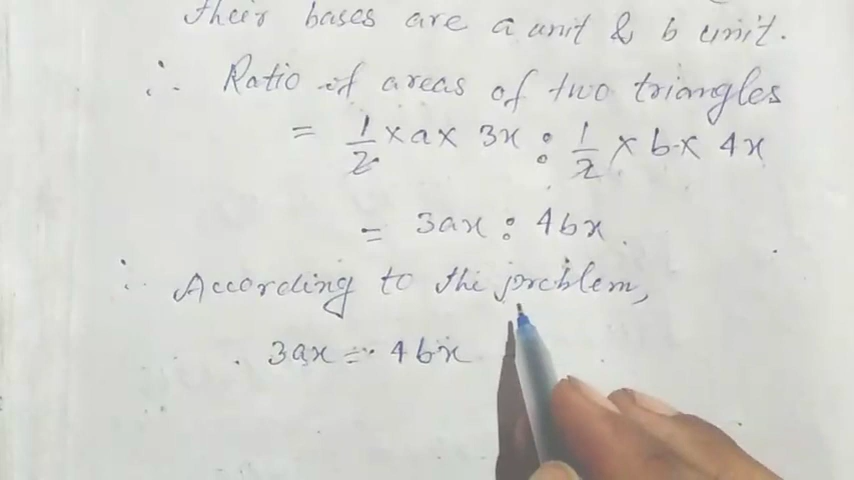 Their bases are a unit & b unit.
∴ Ratio of areas of two triangles
= 1/2 × a × 3x : 1/2 × b × 4x
= 3ax : 4bx.
∴ According to the problem,
3ax = 4bx